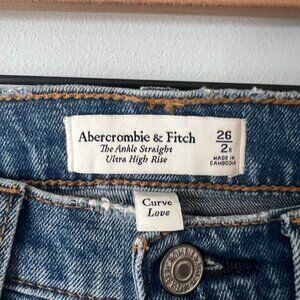 Abercrombie & Fitch
The Ankle Straight
Ultra High Rise
26
2R
MADE IN
CAMBODIA
Curve
Love